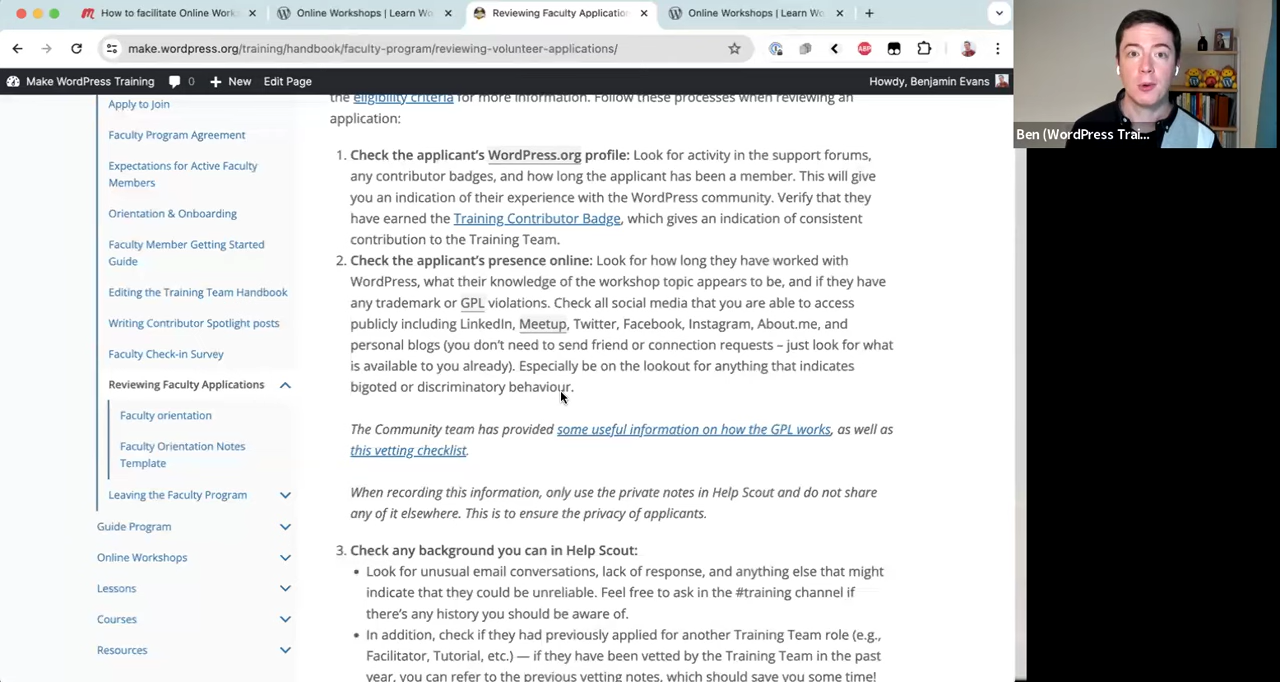 How to facilitate Online Work
Online Workshops | Learn Wo
Reviewing Faculty Applicatio
Online Workshops | Learn Wo
make.wordpress.org/training/handbook/faculty-program/reviewing-volunteer-applications/
ABP
Make WordPress Training
0
New
Edit Page
Howdy, Benjamin Evans
Ben (WordPress Trai...
Apply to Join
Faculty Program Agreement
Expectations for Active Faculty
Members
Orientation & Onboarding
Faculty Member Getting Started
Guide
Editing the Training Team Handbook
Writing Contributor Spotlight posts
Faculty Check-in Survey
Reviewing Faculty Applications
Faculty orientation
Faculty Orientation Notes
Template
Leaving the Faculty Program
Guide Program
Online Workshops
Lessons
Courses
Resources
the eligibility criteria for more information. Follow these processes when reviewing an
application:
1. Check the applicant’s WordPress.org profile: Look for activity in the support forums,
any contributor badges, and how long the applicant has been a member. This will give
you an indication of their experience with the WordPress community. Verify that they
have earned the Training Contributor Badge, which gives an indication of consistent
contribution to the Training Team.
2. Check the applicant’s presence online: Look for how long they have worked with
WordPress, what their knowledge of the workshop topic appears to be, and if they have
any trademark or GPL violations. Check all social media that you are able to access
publicly including LinkedIn, Meetup, Twitter, Facebook, Instagram, About.me, and
personal blogs (you don’t need to send friend or connection requests – just look for what
is available to you already). Especially be on the lookout for anything that indicates
bigoted or discriminatory behaviour.
The Community team has provided some useful information on how the GPL works, as well as
this vetting checklist.
When recording this information, only use the private notes in Help Scout and do not share
any of it elsewhere. This is to ensure the privacy of applicants.
3. Check any background you can in Help Scout:
• Look for unusual email conversations, lack of response, and anything else that might
indicate that they could be unreliable. Feel free to ask in the #training channel if
there’s any history you should be aware of.
• In addition, check if they had previously applied for another Training Team role (e.g.,
Facilitator, Tutorial, etc.) — if they have been vetted by the Training Team in the past
year, you can refer to the previous vetting notes, which should save you some time!